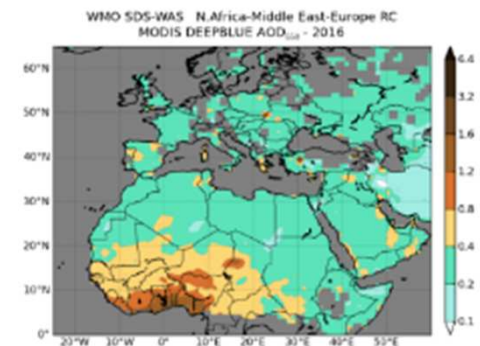 WMO SDS-WAS N.Africa-Middle East-Europe RC
MODIS DEEPBLUE AOD₅₅₀ - 2016
60°N
50°N
40°N
30°N
20°N
10°N
0°
20°W 10°W 0° 10°E 20°E 30°E 40°E 50°E
6.4
3.2
1.6
1.2
0.8
0.4
0.2
0.1